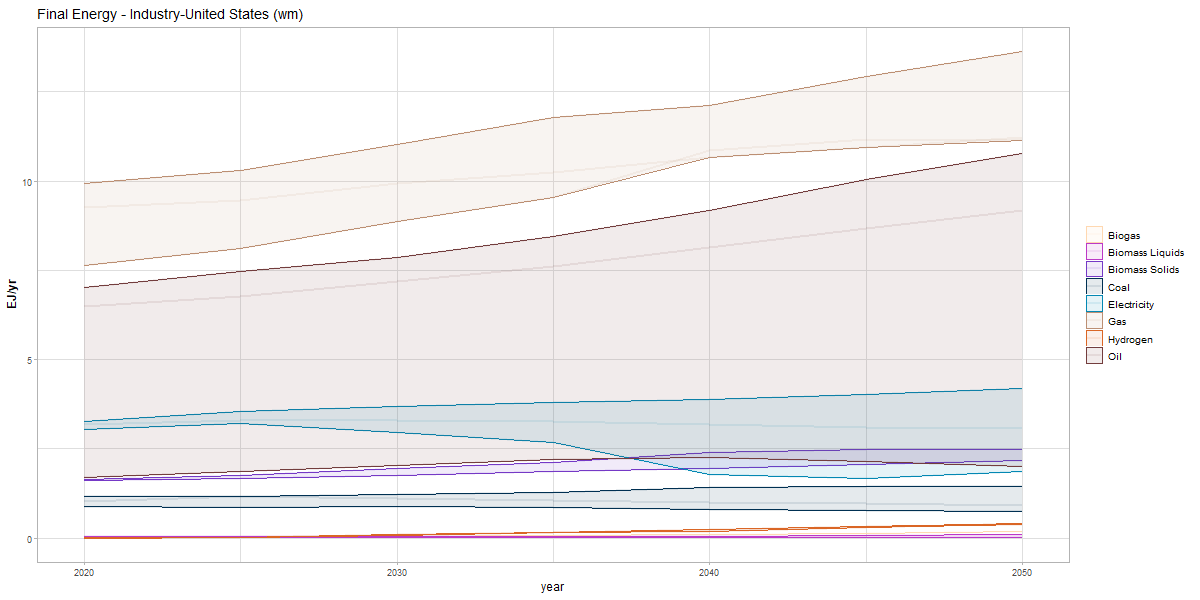 Final Energy - Industry-United States (wm)
EJ/yr
10
5
0
2020
2030
2040
2050
year
Biogas
Biomass Liquids
Biomass Solids
Coal
Electricity
Gas
Hydrogen
Oil